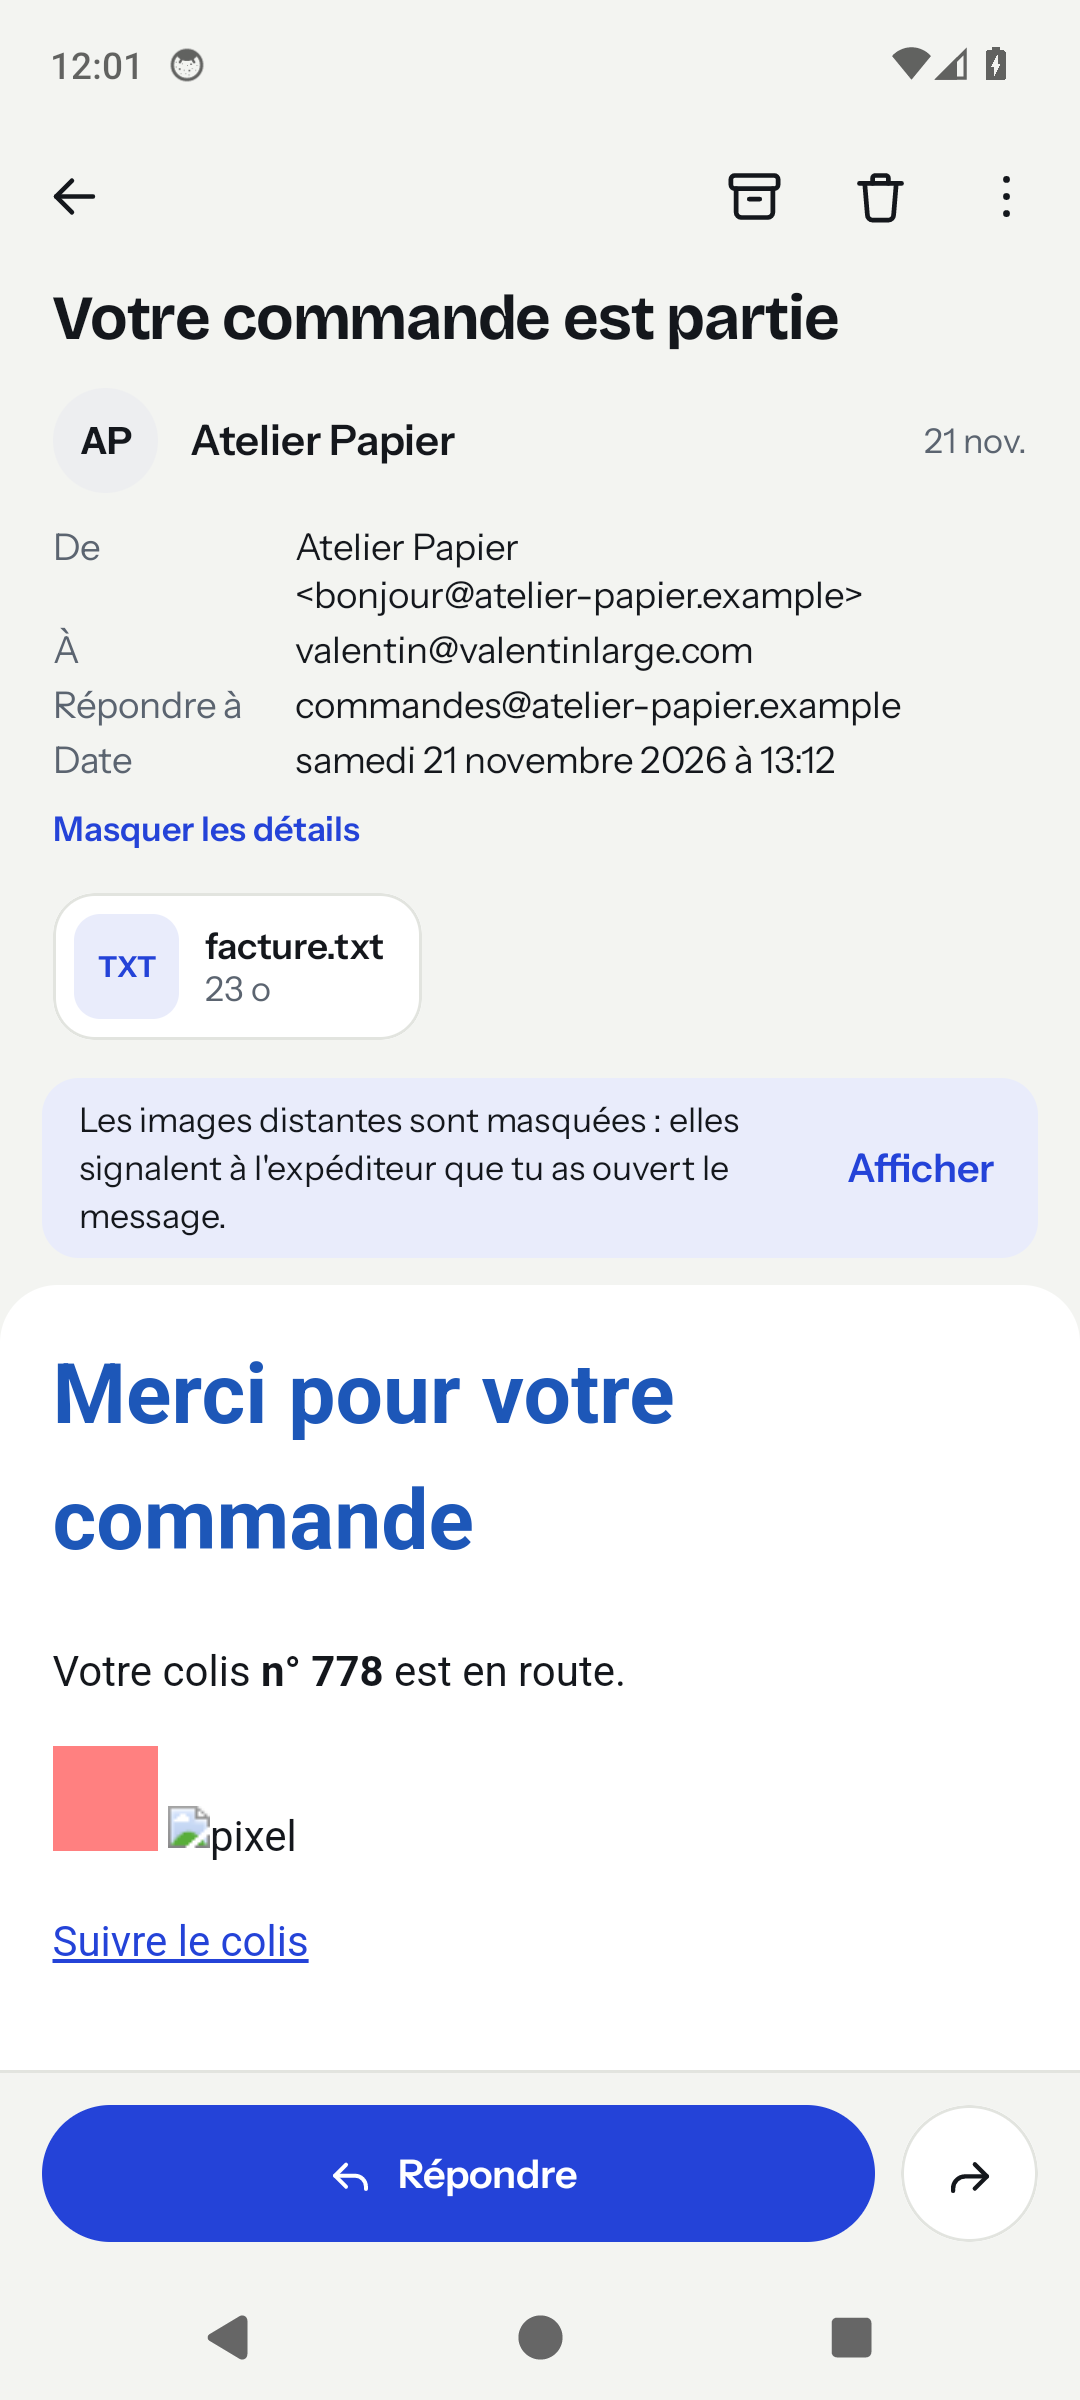 12:01
Votre commande est partie
AP
Atelier Papier
21 nov.
De
Atelier Papier
<bonjour@atelier-papier.example>
À
valentin@valentinlarge.com
Répondre à
commandes@atelier-papier.example
Date
samedi 21 novembre 2026 à 13:12
Masquer les détails
TXT
facture.txt
23 o
Les images distantes sont masquées : elles
signalent à l'expéditeur que tu as ouvert le
message.
Afficher
Merci pour votre
commande
Votre colis n° 778 est en route.
pixel
Suivre le colis
Répondre